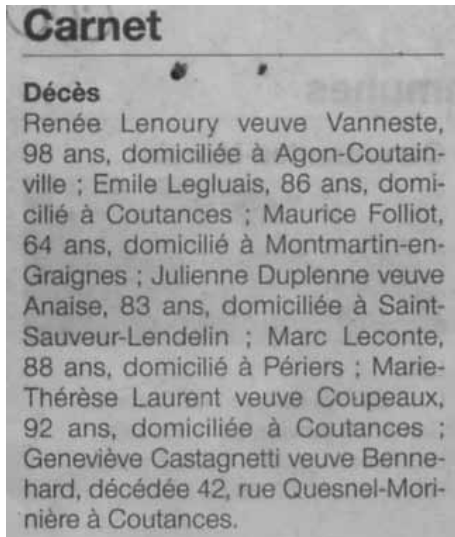 Carnet
Décès
Renée Lenoury veuve Vanneste,
98 ans, domiciliée à Agon-Coutain-
ville ; Emile Legluais, 86 ans, domi-
cilié à Coutances ; Maurice Folliot,
64 ans, domicilié à Montmartin-en-
Graignes ; Julienne Duplenne veuve
Anaise, 83 ans, domiciliée à Saint-
Sauveur-Lendelin ; Marc Leconte,
88 ans, domicilié à Périers ; Marie-
Thérèse Laurent veuve Coupeaux,
92 ans, domiciliée à Coutances ;
Geneviève Castagnetti veuve Benne-
hard, décédée 42, rue Quesnel-Mori-
nière à Coutances.